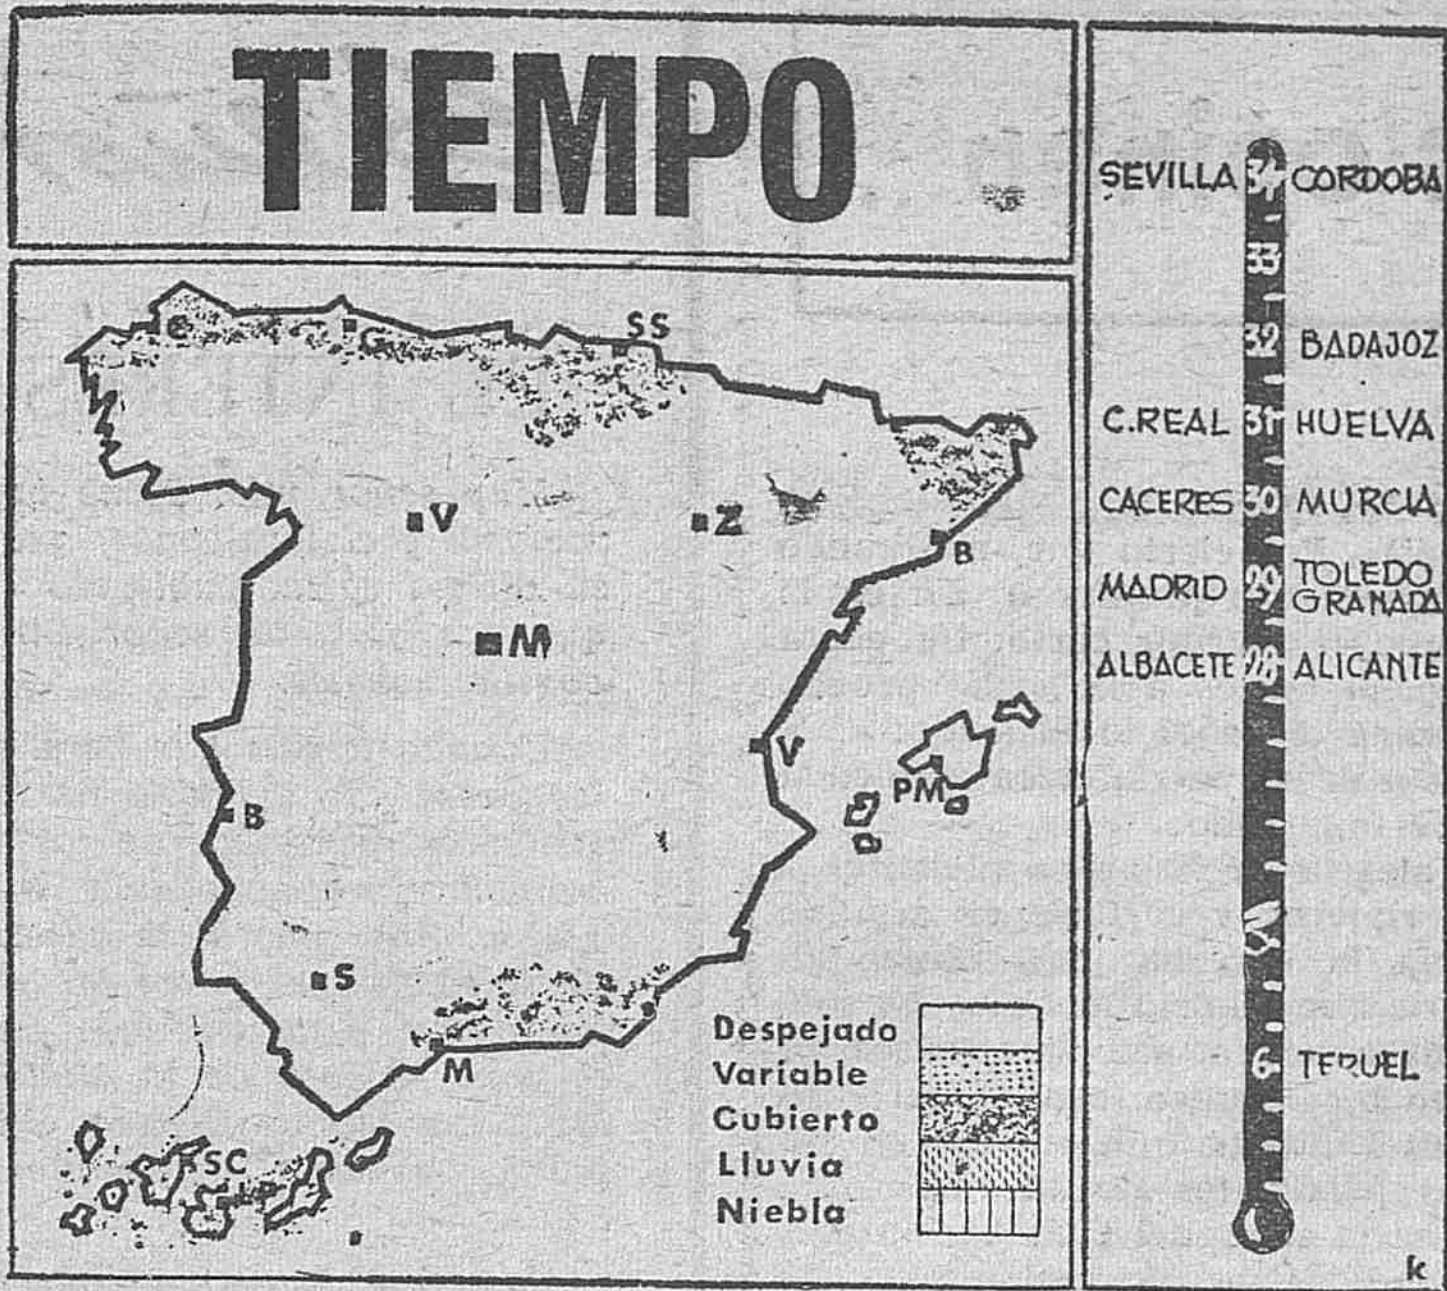 TIEMPO
C
G
SS
V
Z
B
M
V
PM
B
S
M
SC
Despejado
Variable
Cubierto
Lluvia
Niebla
SEVILLA 34 CORDOBA
33
32 BADAJOZ
C.REAL 31 HUELVA
CACERES 30 MURCIA
MADRID 29 TOLEDO
GRANADA
ALBACETE 28 ALICANTE
6 TERUEL
k